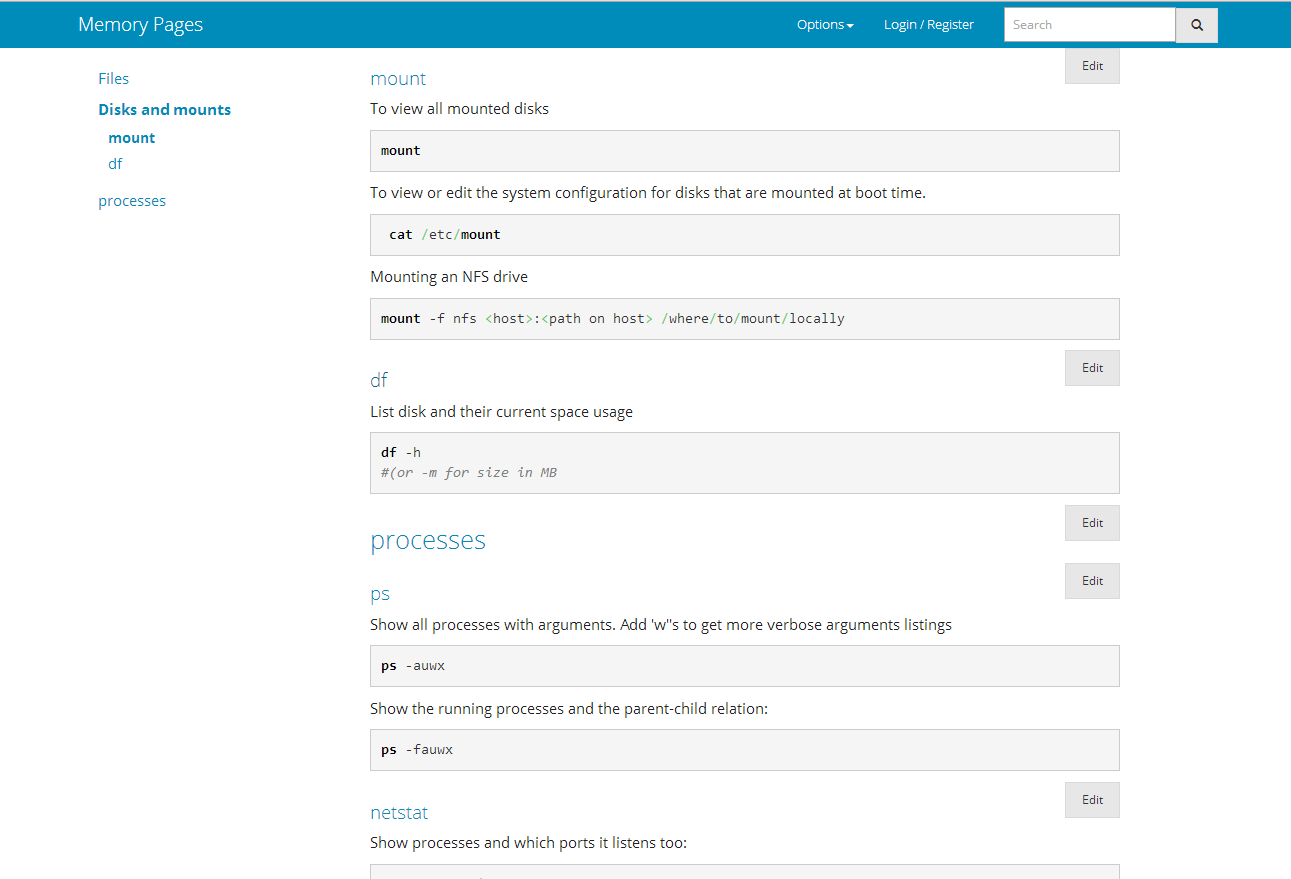 Memory Pages
Options
Login / Register
Search
Files
Disks and mounts
mount
df
processes
Edit
mount
To view all mounted disks
mount
To view or edit the system configuration for disks that are mounted at boot time.
cat /etc/mount
Mounting an NFS drive
mount -f nfs <host>:<path on host> /where/to/mount/locally
Edit
df
List disk and their current space usage
df -h
#(or -m for size in MB
Edit
processes
Edit
ps
Show all processes with arguments. Add 'w"s to get more verbose arguments listings
ps -auwx
Show the running processes and the parent-child relation:
ps -fauwx
Edit
netstat
Show processes and which ports it listens too: